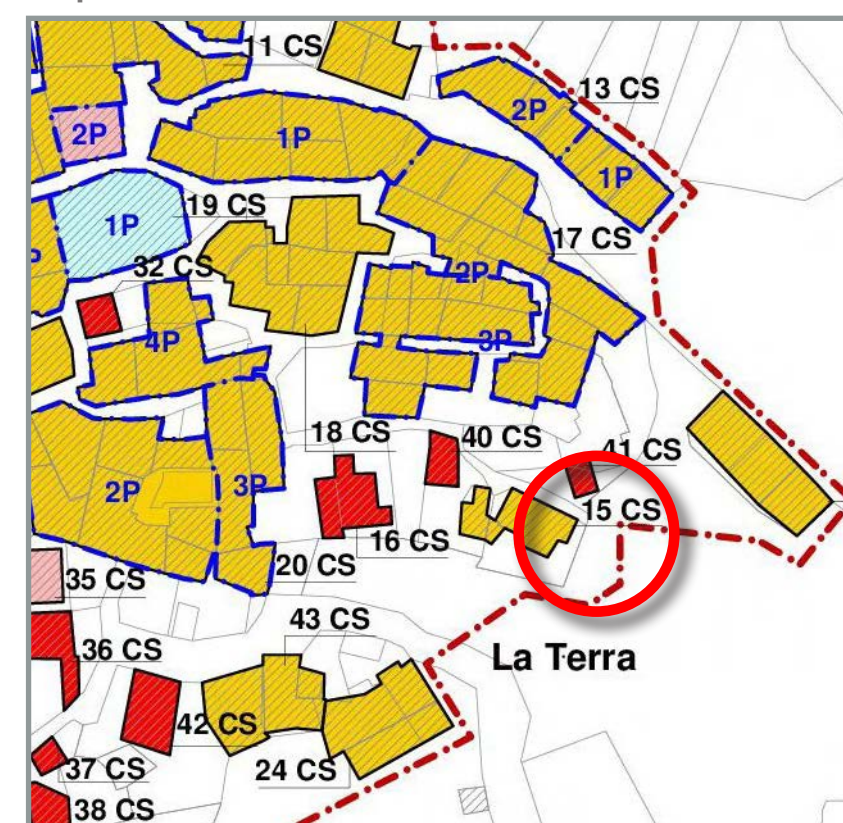 11 CS
13 CS
2P
2P
1P
1P
19 CS
1P
17 CS
32 CS
2P
4P
3P
18 CS
40 CS
41 CS
2P
3P
15 CS
16 CS
20 CS
35 CS
43 CS
36 CS
La Terra
42 CS
37 CS
24 CS
38 CS